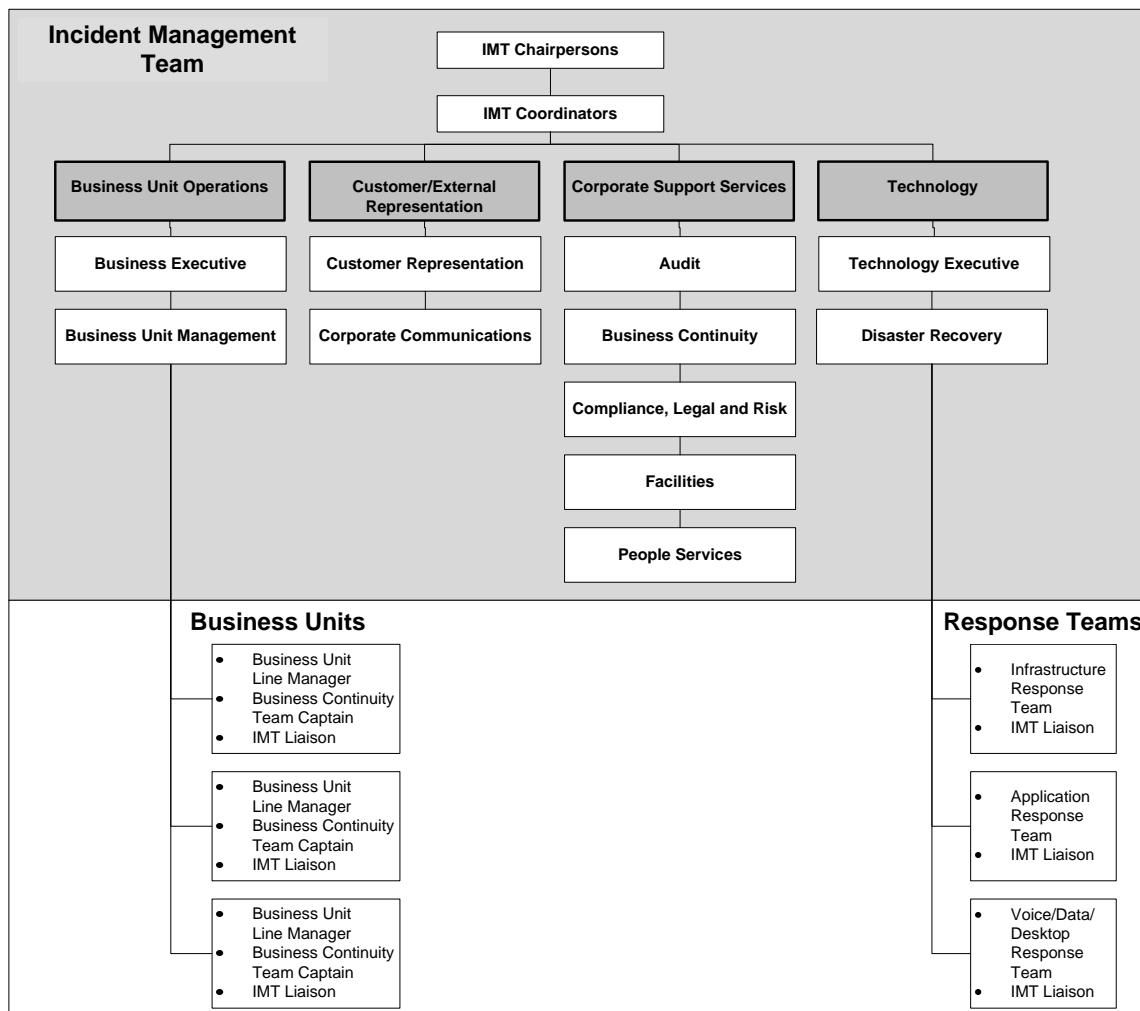 Incident Management
Team
IMT Chairpersons
IMT Coordinators
Business Unit Operations
Customer/External
Representation
Corporate Support Services
Technology
Business Executive
Customer Representation
Audit
Technology Executive
Business Unit Management
Corporate Communications
Business Continuity
Disaster Recovery
Compliance, Legal and Risk
Facilities
People Services
Business Units
• Business Unit
Line Manager
• Business Continuity
Team Captain
• IMT Liaison
• Business Unit
Line Manager
• Business Continuity
Team Captain
• IMT Liaison
• Business Unit
Line Manager
• Business Continuity
Team Captain
• IMT Liaison
Response Teams
• Infrastructure
Response
Team
• IMT Liaison
• Application
Response
Team
• IMT Liaison
• Voice/Data/
Desktop
Response
Team
• IMT Liaison